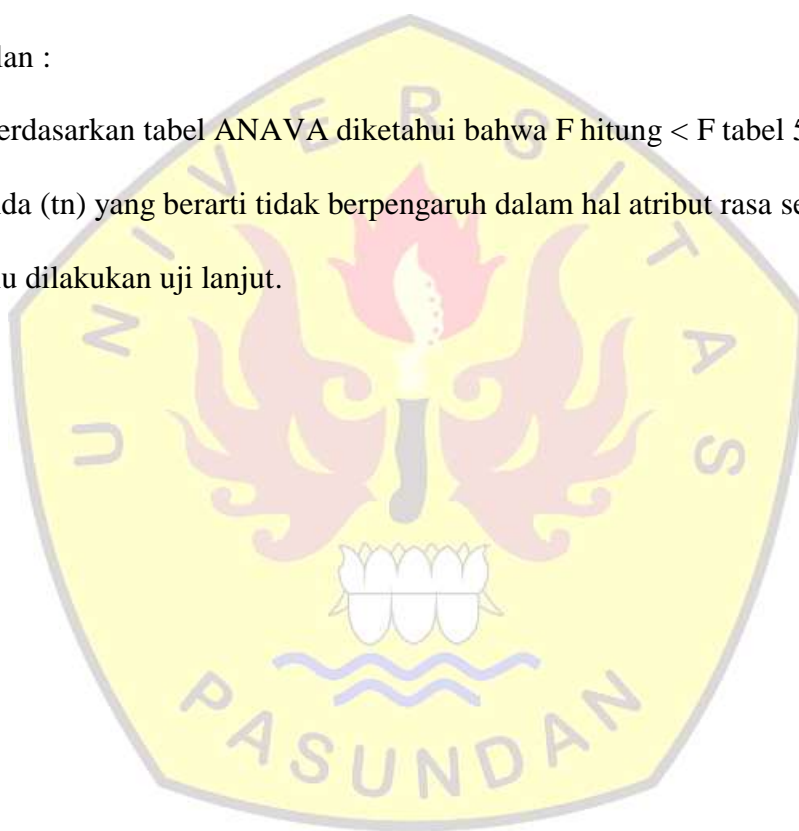 lan :
erdasarkan tabel ANAVA diketahui bahwa F hitung < F tabel 5
da (tn) yang berarti tidak berpengaruh dalam hal atribut rasa se
u dilakukan uji lanjut.
UNIVERSITAS
PASUNDAN